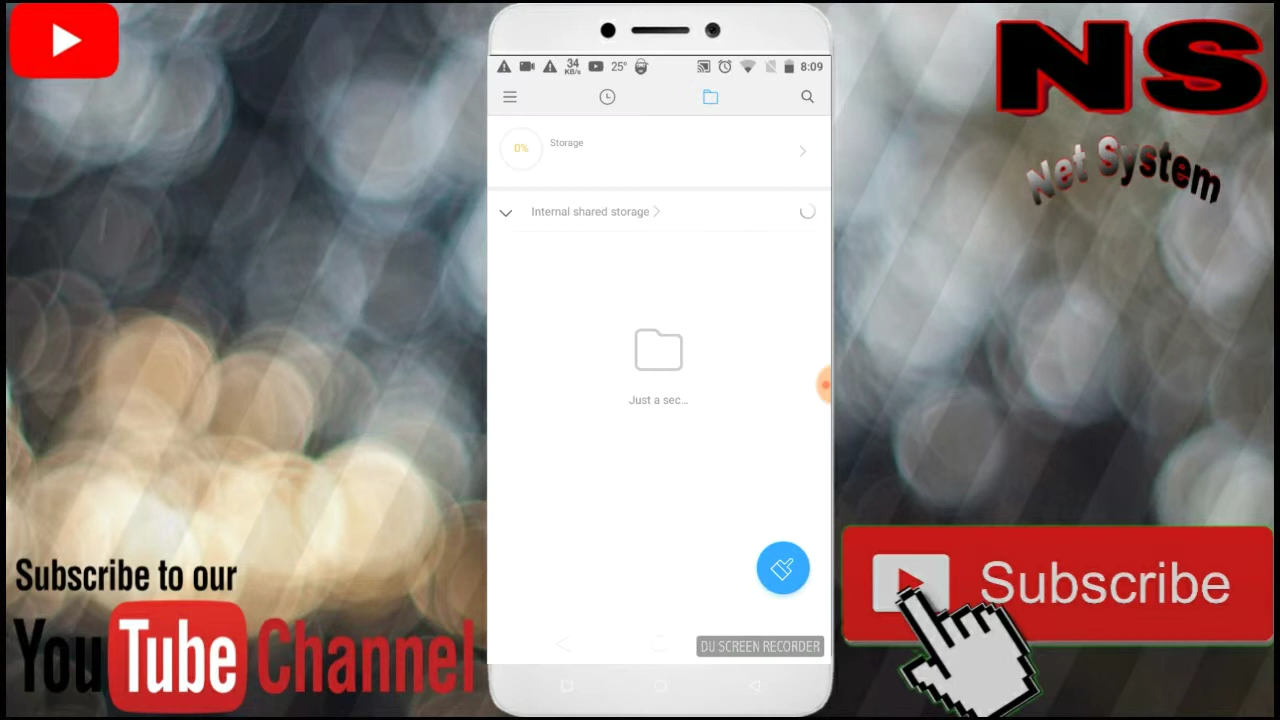 NS
Net System
34
KB/s
25°
8:09
0%
Storage
Internal shared storage
Just a sec...
DU SCREEN RECORDER
Subscribe to our
YouTube Channel
Subscribe